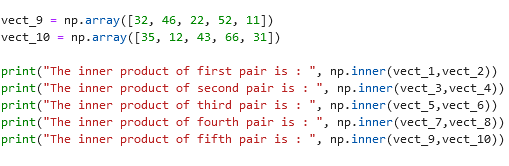 vect_9 = np.array([32, 46, 22, 52, 11])
vect_10 = np.array([35, 12, 43, 66, 31])
print("The inner product of first pair is : ", np.inner(vect_1,vect_2))
print("The inner product of second pair is : ", np.inner(vect_3,vect_4))
print("The inner product of third pair is : ", np.inner(vect_5,vect_6))
print("The inner product of fourth pair is : ", np.inner(vect_7,vect_8))
print("The inner product of fifth pair is : ", np.inner(vect_9,vect_10))